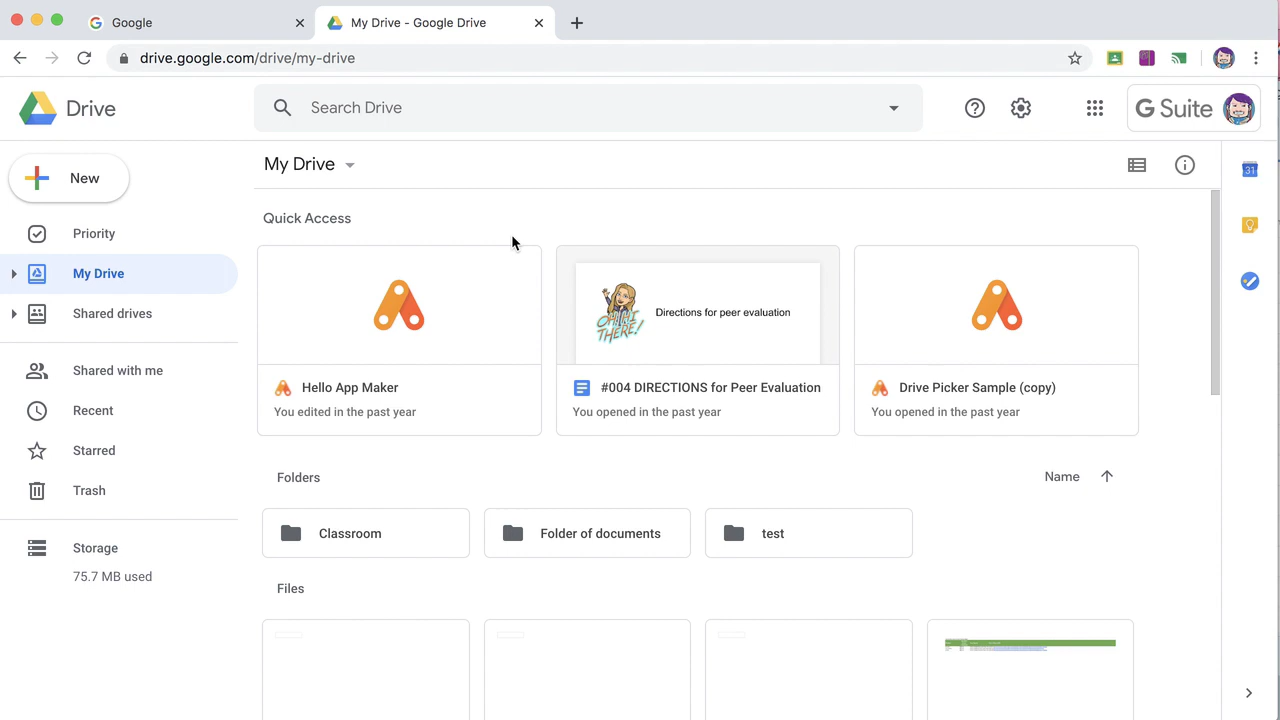 Google
My Drive - Google Drive
drive.google.com/drive/my-drive
Drive
Search Drive
G Suite
New
My Drive
Priority
Quick Access
My Drive
Shared drives
OH HI THERE!
Directions for peer evaluation
Shared with me
Hello App Maker
#004 DIRECTIONS for Peer Evaluation
Drive Picker Sample (copy)
Recent
You edited in the past year
You opened in the past year
You opened in the past year
Starred
Folders
Name
Trash
Classroom
Folder of documents
test
Storage
75.7 MB used
Files
31